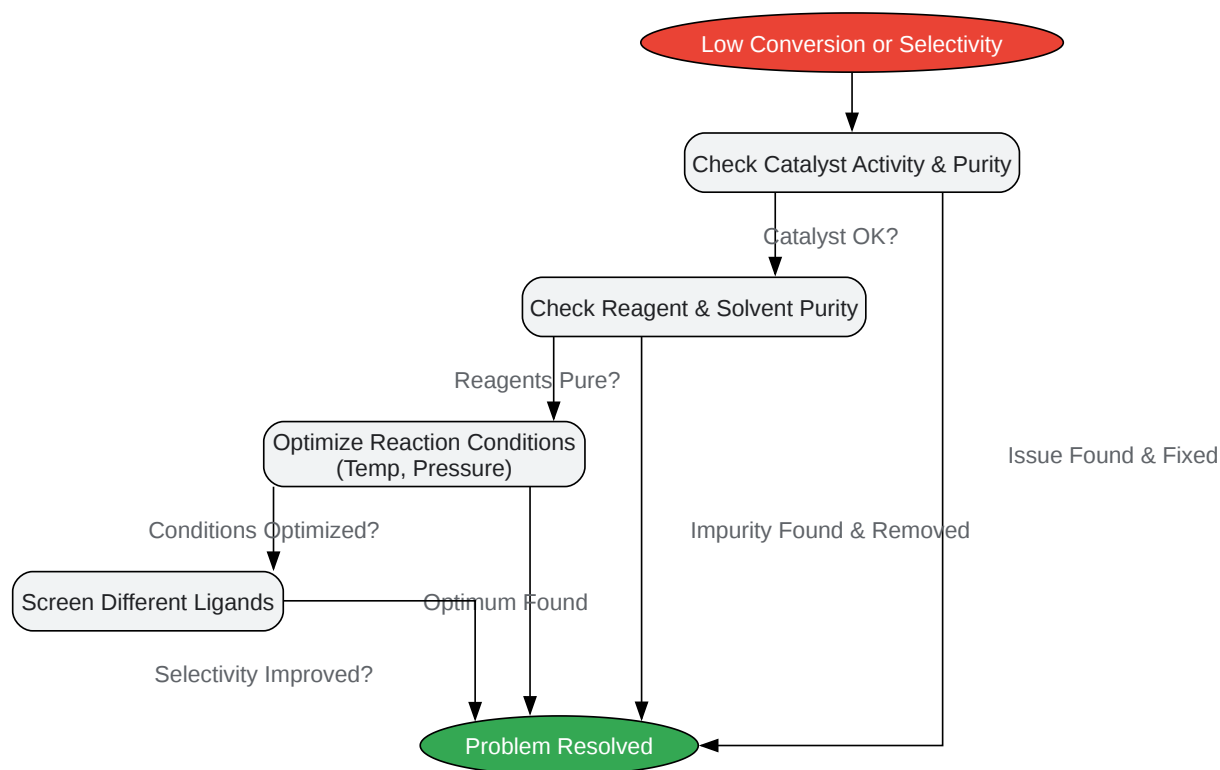 Low Conversion or Selectivity
Check Catalyst Activity & Purity
Catalyst OK?
Check Reagent & Solvent Purity
Reagents Pure?
Optimize Reaction Conditions
(Temp, Pressure)
Issue Found & Fixed
Conditions Optimized?
Impurity Found & Removed
Screen Different Ligands
Optimum Found
Selectivity Improved?
Problem Resolved